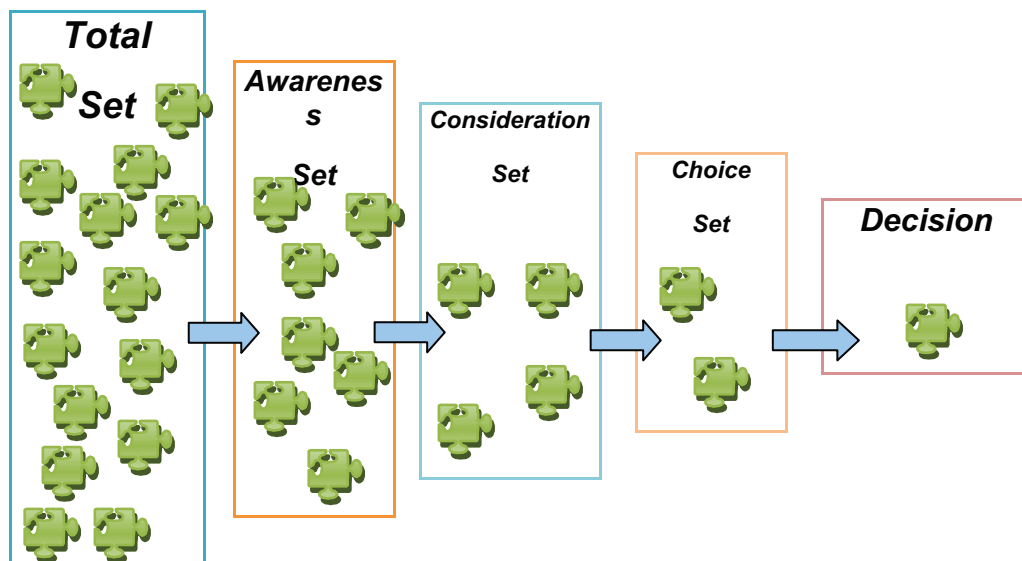 Total
Set
Awarenes
s
Set
Consideration
Set
Choice
Set
Decision